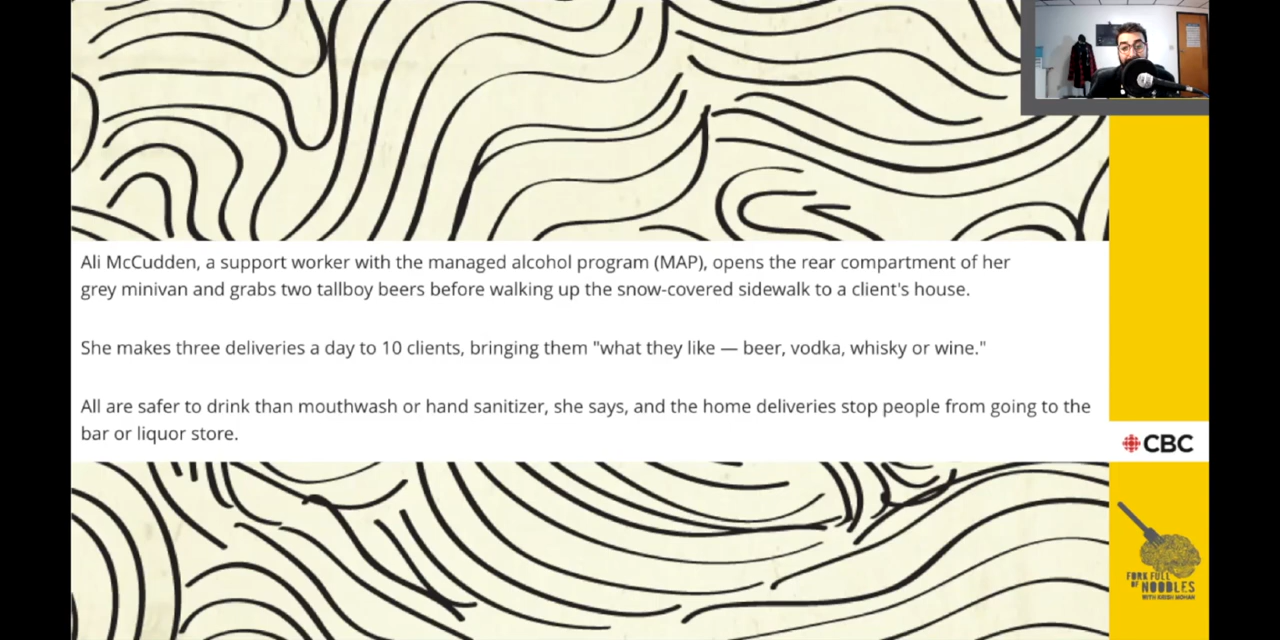 Ali McCudden, a support worker with the managed alcohol program (MAP), opens the rear compartment of her
grey minivan and grabs two tallboy beers before walking up the snow-covered sidewalk to a client's house.
She makes three deliveries a day to 10 clients, bringing them "what they like — beer, vodka, whisky or wine."
All are safer to drink than mouthwash or hand sanitizer, she says, and the home deliveries stop people from going to the
bar or liquor store.
CBC
FORK FULL
OF NOODLES
WITH KRISH MOHAN